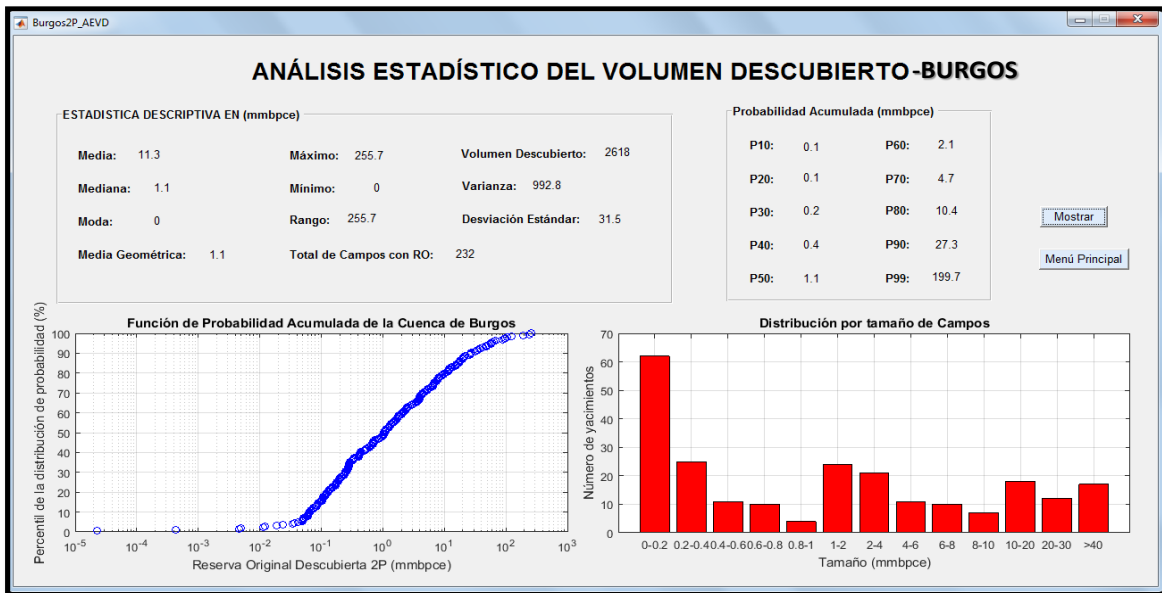 Burgos2P_AEVD
ANÁLISIS ESTADÍSTICO DEL VOLUMEN DESCUBIERTO-BURGOS
ESTADISTICA DESCRIPTIVA EN (mmbpce)
Media: 11.3 Máximo: 255.7 Volumen Descubierto: 2618
Mediana: 1.1 Mínimo: 0 Varianza: 992.8
Moda: 0 Rango: 255.7 Desviación Estándar: 31.5
Media Geométrica: 1.1 Total de Campos con RO: 232
Probabilidad Acumulada (mmbpce)
P10: 0.1 P60: 2.1
P20: 0.1 P70: 4.7
P30: 0.2 P80: 10.4
P40: 0.4 P90: 27.3
P50: 1.1 P99: 199.7
Mostrar
Menú Principal
Función de Probabilidad Acumulada de la Cuenca de Burgos
Percentil de la distribución de probabilidad (%)
100
90
80
70
60
50
40
30
20
10
0
10⁻⁵ 10⁻⁴ 10⁻³ 10⁻² 10⁻¹ 10⁰ 10¹ 10² 10³
Reserva Original Descubierta 2P (mmbpce)
Distribución por tamaño de Campos
Número de yacimientos
70
60
50
40
30
20
10
0
0-0.2 0.2-0.4 0.4-0.6 0.6-0.8 0.8-1 1-2 2-4 4-6 6-8 8-10 10-20 20-30 >40
Tamaño (mmbpce)